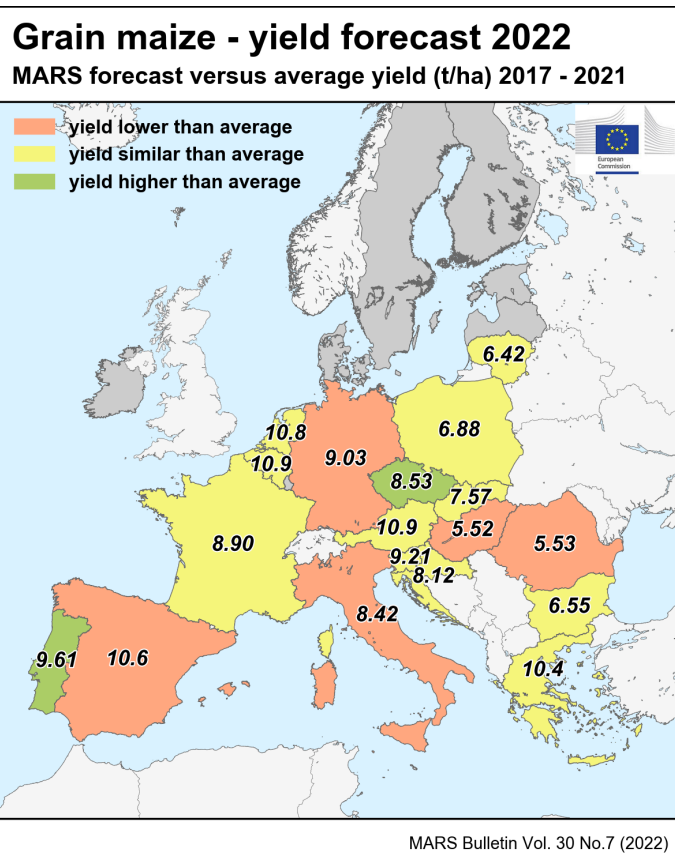 Grain maize - yield forecast 2022
MARS forecast versus average yield (t/ha) 2017 - 2021
yield lower than average
yield similar than average
yield higher than average
European
Commission
6.42
6.88
10.8
10.9
9.03
8.53
7.57
10.9
5.52
5.53
8.90
9.21
8.12
8.42
6.55
9.61
10.6
10.4
MARS Bulletin Vol. 30 No.7 (2022)